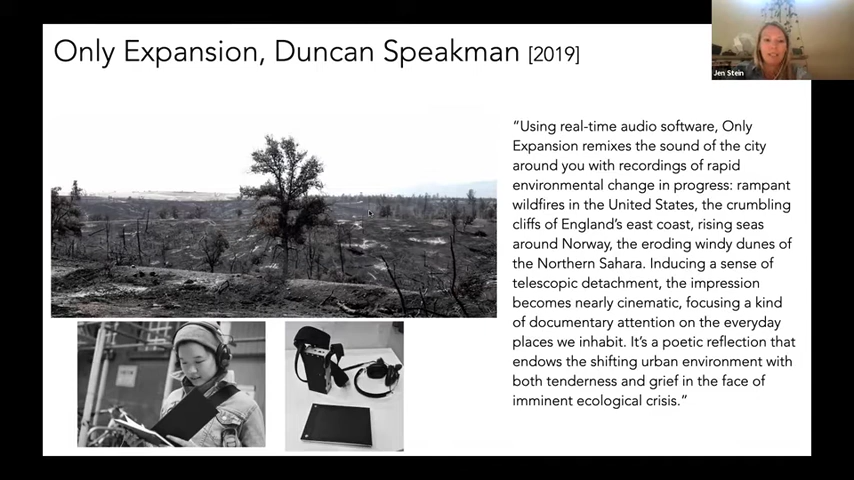 Only Expansion, Duncan Speakman [2019]
Jen Stein
“Using real-time audio software, Only
Expansion remixes the sound of the city
around you with recordings of rapid
environmental change in progress: rampant
wildfires in the United States, the crumbling
cliffs of England’s east coast, rising seas
around Norway, the eroding windy dunes of
the Northern Sahara. Inducing a sense of
telescopic detachment, the impression
becomes nearly cinematic, focusing a kind
of documentary attention on the everyday
places we inhabit. It’s a poetic reflection that
endows the shifting urban environment with
both tenderness and grief in the face of
imminent ecological crisis.”